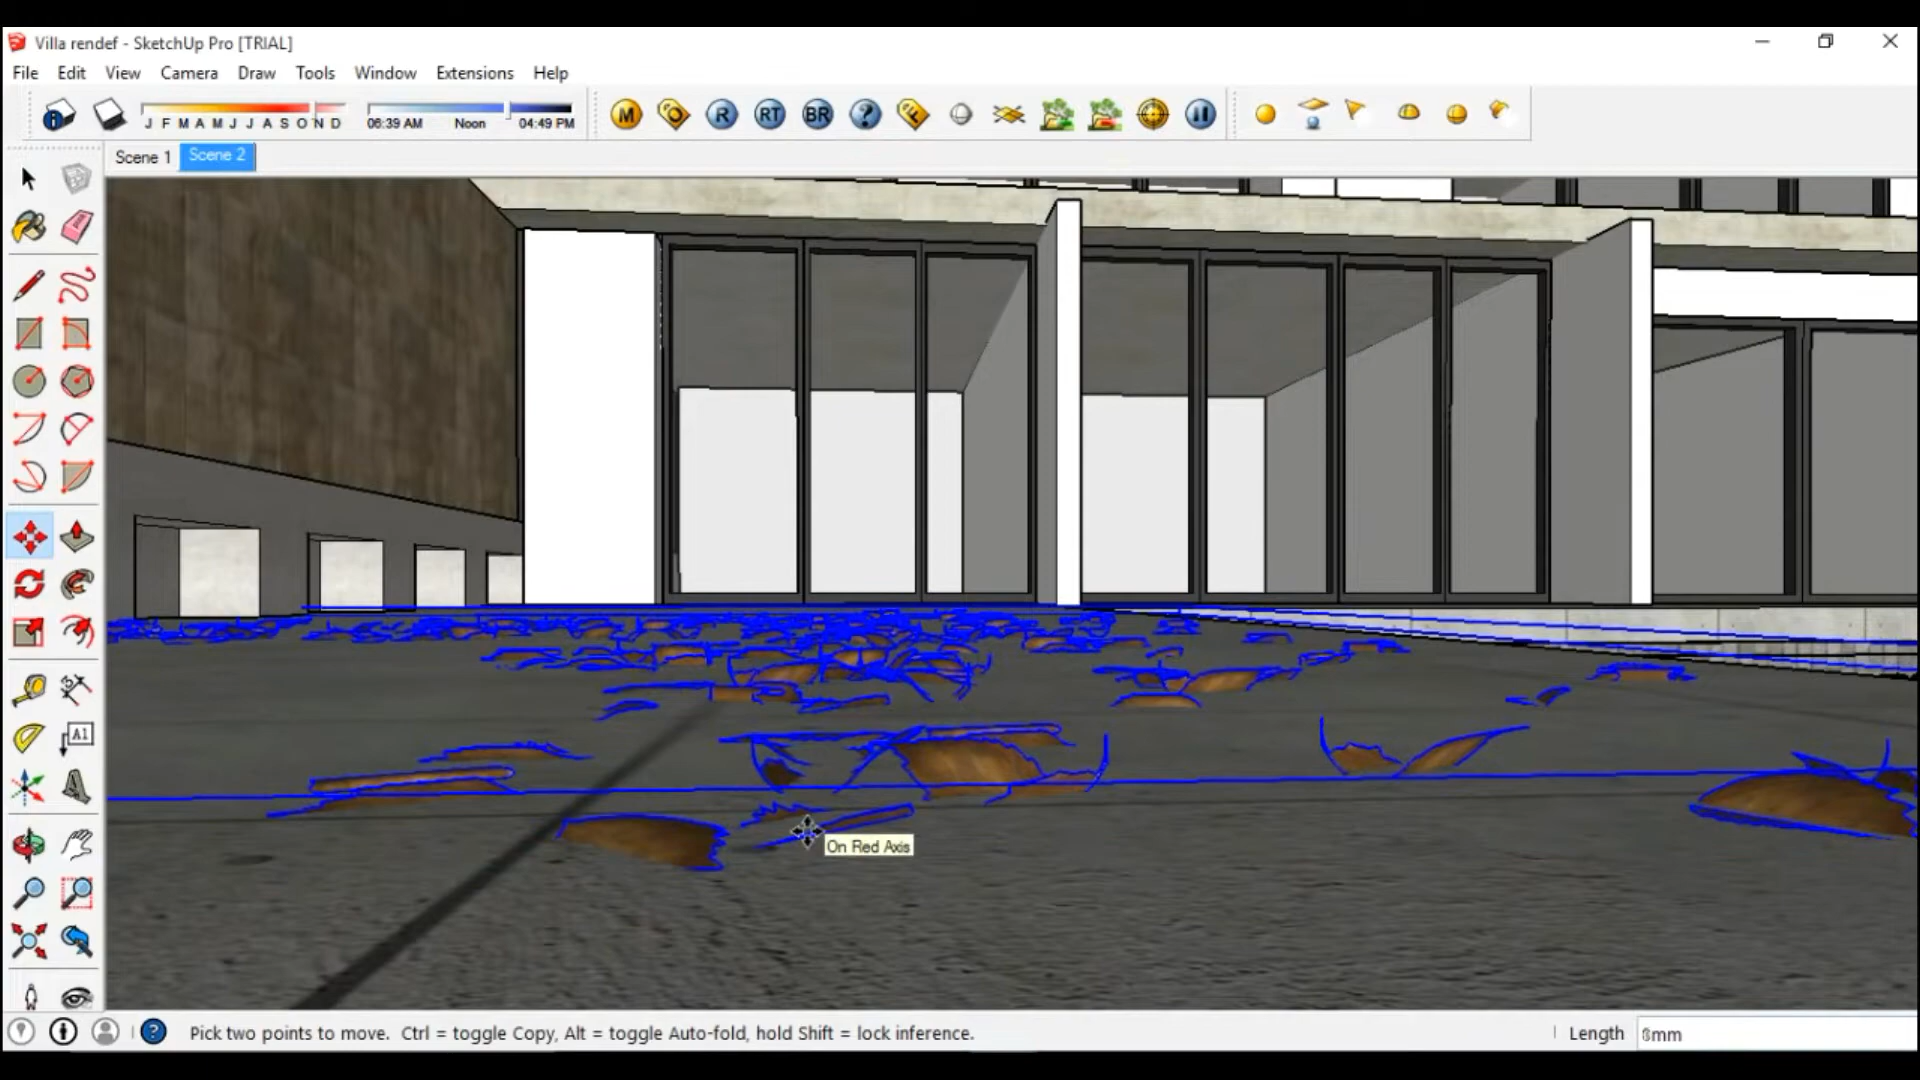 Villa rendef - SketchUp Pro [TRIAL]
File Edit View Camera Draw Tools Window Extensions Help
J F M A M J J A S O N D
06:39 AM Noon 04:49 PM
M R RT BR ?
Scene 1 Scene 2
A1
On Red Axis
Pick two points to move. Ctrl = toggle Copy, Alt = toggle Auto-fold, hold Shift = lock inference.
Length mm